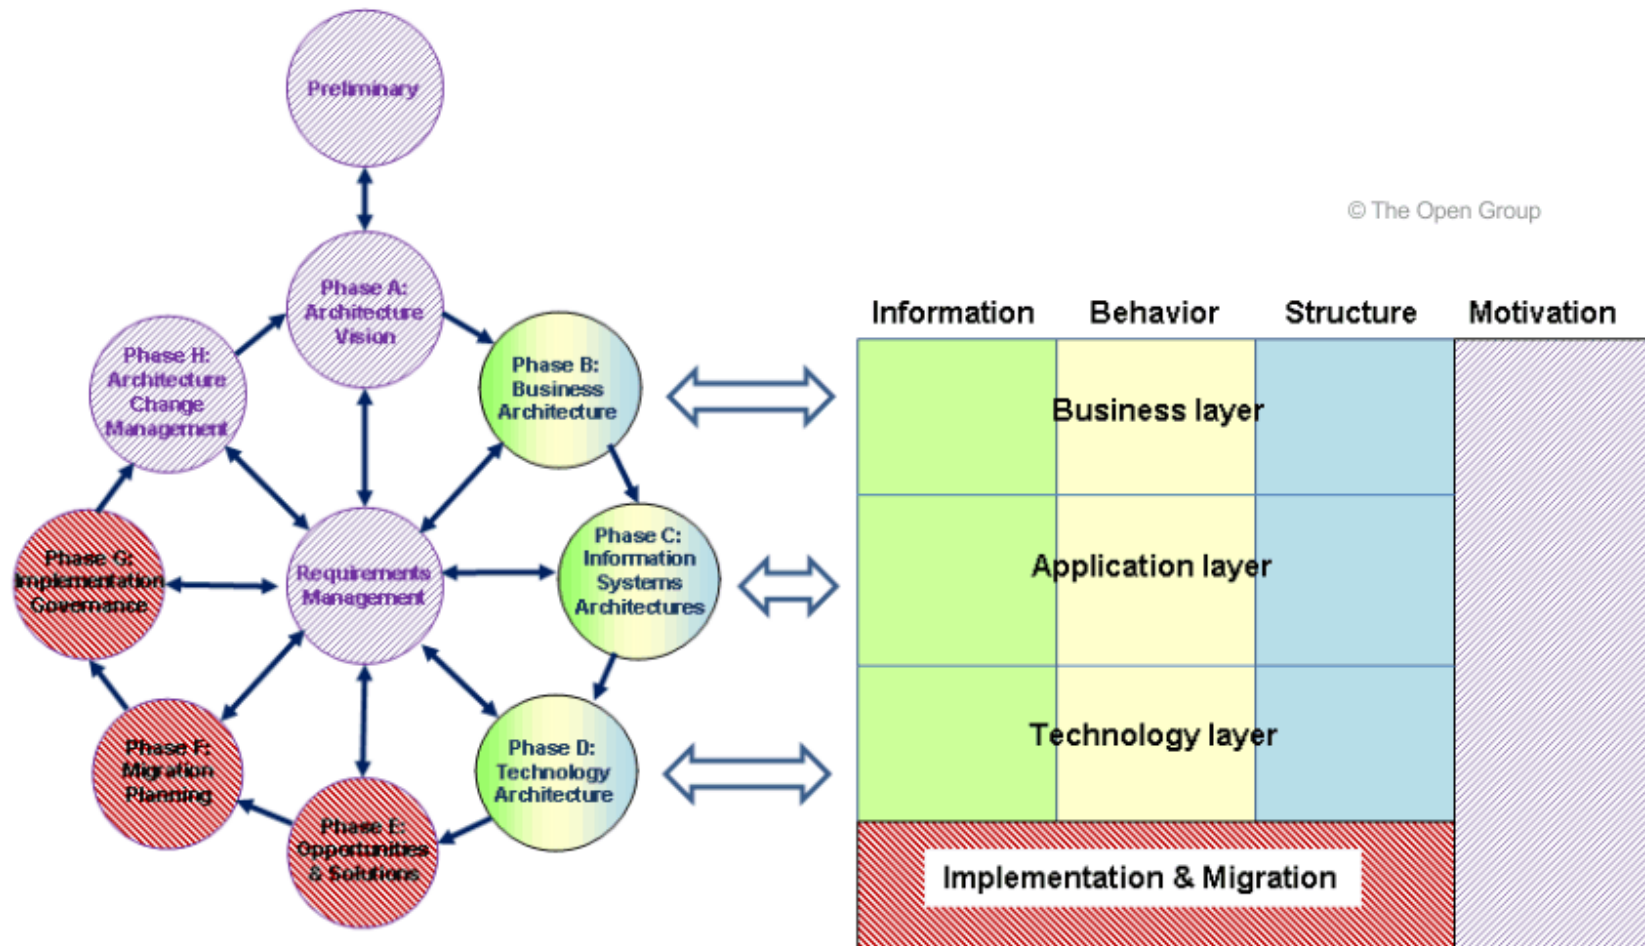 Preliminary
© The Open Group
Phase A:
Architecture
Vision
Phase H:
Architecture
Change
Management
Phase B:
Business
Architecture
Phase G:
Implementation
Governance
Requirements
Management
Phase C:
Information
Systems
Architectures
Phase F:
Migration
Planning
Phase D:
Technology
Architecture
Phase E:
Opportunities
& Solutions
Information Behavior Structure Motivation
Business layer
Application layer
Technology layer
Implementation & Migration